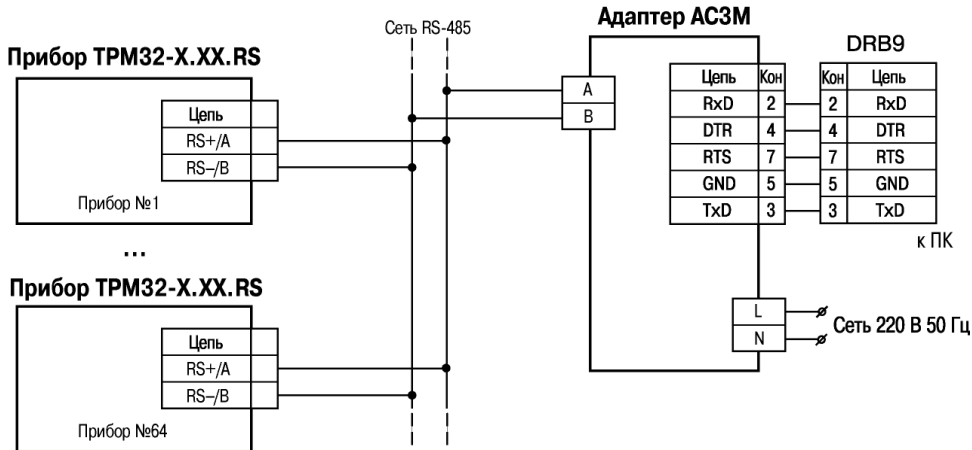 Адаптер АС3М
Сеть RS-485
DRB9
Прибор ТРМ32-Х.ХХ.RS
Цепь Кон Кон Цепь
A
RxD 2 2 RxD
B
Цепь
DTR 4 4 DTR
RS+/A
RTS 7 7 RTS
RS–/B
GND 5 5 GND
Прибор №1
TxD 3 3 TxD
к ПК
...
Прибор ТРМ32-Х.ХХ.RS
L
Сеть 220 В 50 Гц
N
Цепь
RS+/A
RS–/B
Прибор №64